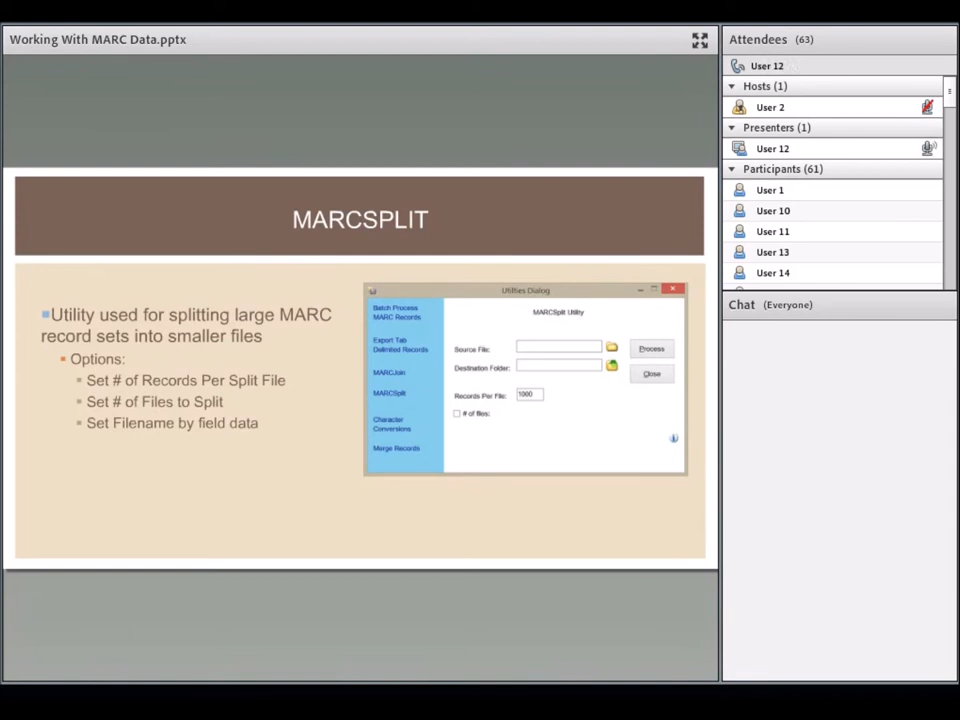 Working With MARC Data.pptx
MARCSPLIT
Utility used for splitting large MARC
record sets into smaller files
Options:
Set # of Records Per Split File
Set # of Files to Split
Set Filename by field data
Utilties Dialog
Batch Process
MARC Records
Export Tab
Delimited Records
MARCJoin
MARCSplit
Character
Conversions
Merge Records
MARCSplit Utility
Source File:
Process
Destination Folder:
Close
Records Per File: 1000
# of files:
Attendees (63)
User 12
Hosts (1)
User 2
Presenters (1)
User 12
Participants (61)
User 1
User 10
User 11
User 13
User 14
Chat (Everyone)